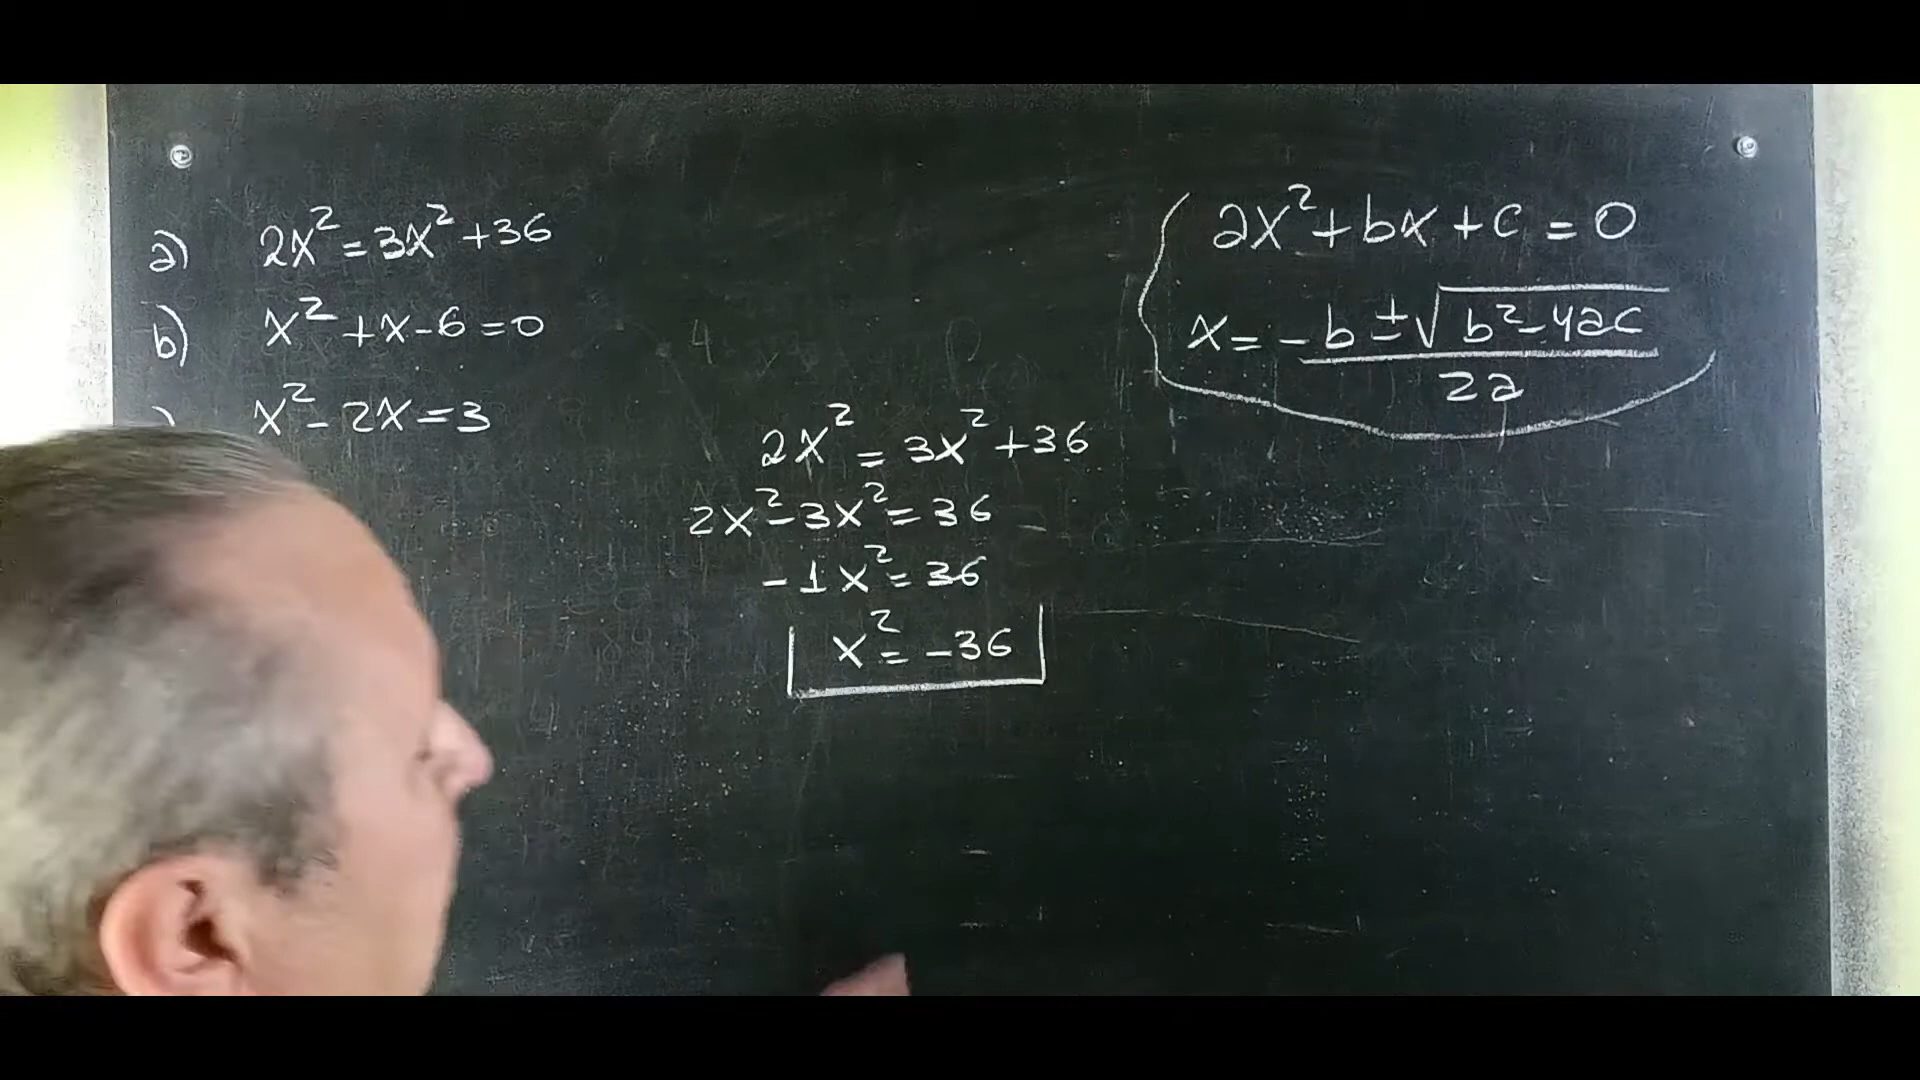 a) 2x² = 3x² + 36
b) x² + x - 6 = 0
) x² - 2x = 3
ax² + bx + c = 0
x = -b ± √(b² - 4ac) / 2a
2x² = 3x² + 36
2x² - 3x² = 36
-1x² = 36
x² = -36